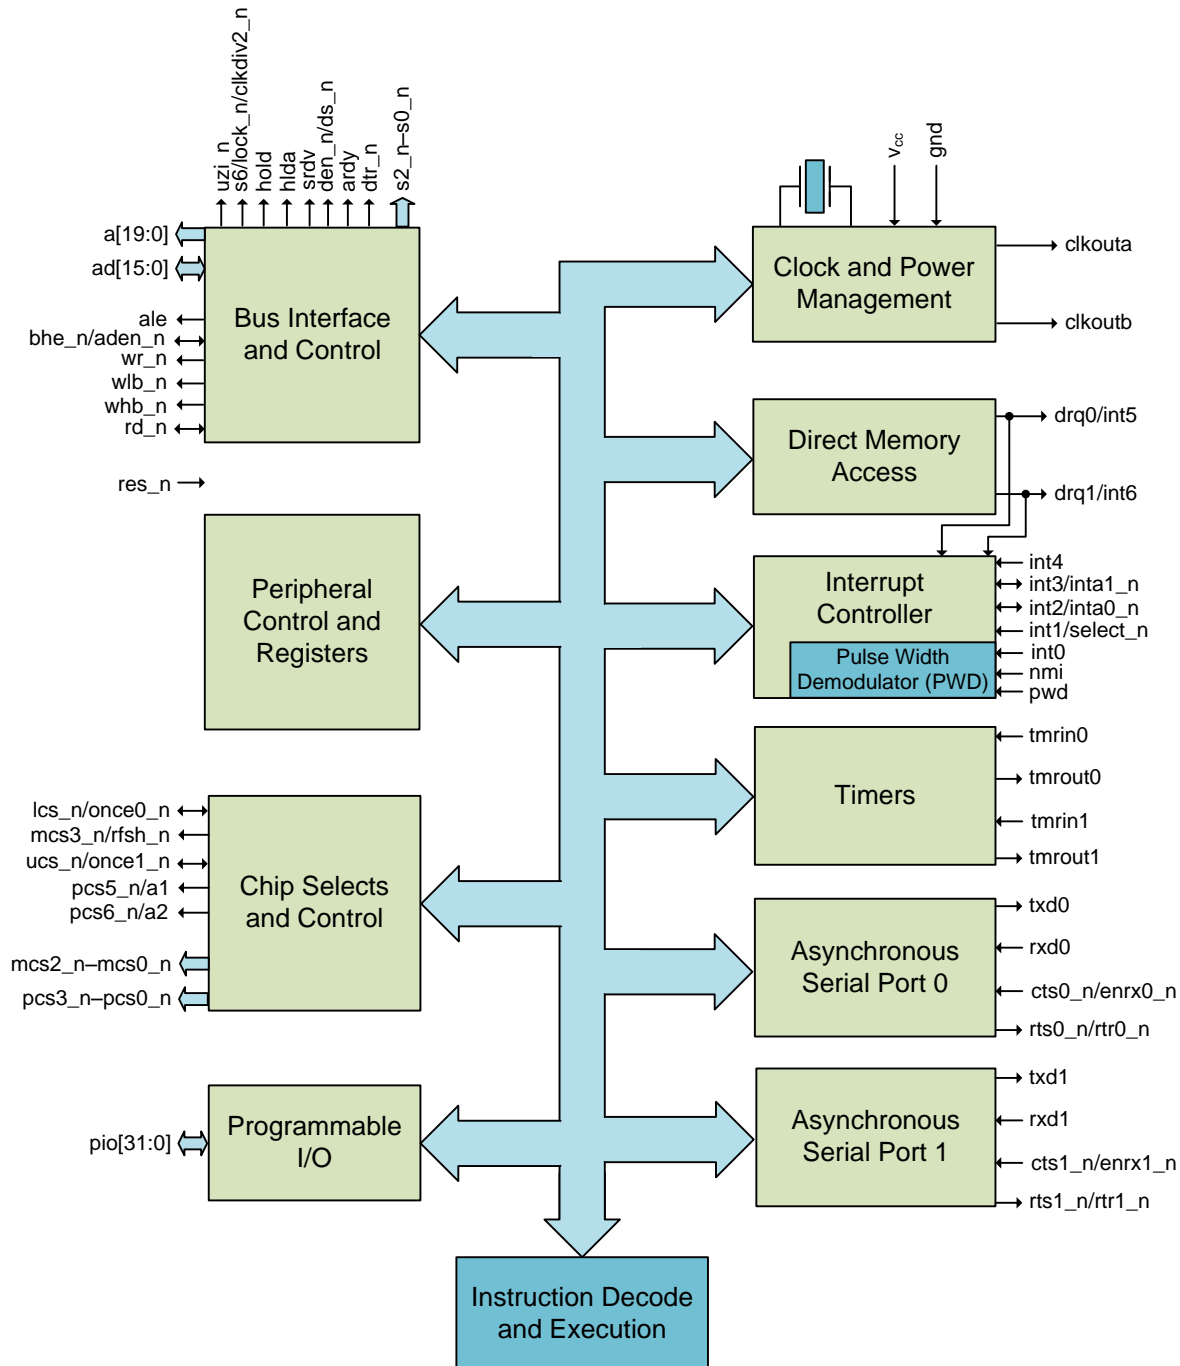 uzi_n
s6/lock_n/clkdiv2_n
hold
hlda
srdv
den_n/ds_n
ardy
dtr_n
s2_n–s0_n
a[19:0]
ad[15:0]
ale
bhe_n/aden_n
wr_n
wlb_n
whb_n
rd_n
Bus Interface
and Control
res_n
Peripheral
Control and
Registers
lcs_n/once0_n
mcs3_n/rfsh_n
ucs_n/once1_n
pcs5_n/a1
pcs6_n/a2
mcs2_n–mcs0_n
pcs3_n–pcs0_n
Chip Selects
and Control
pio[31:0]
Programmable
I/O
vcc
gnd
Clock and Power
Management
clkouta
clkoutb
Direct Memory
Access
drq0/int5
drq1/int6
Interrupt
Controller
Pulse Width
Demodulator (PWD)
int4
int3/inta1_n
int2/inta0_n
int1/select_n
int0
nmi
pwd
Timers
tmrin0
tmrout0
tmrin1
tmrout1
Asynchronous
Serial Port 0
txd0
rxd0
cts0_n/enrx0_n
rts0_n/rtr0_n
Asynchronous
Serial Port 1
txd1
rxd1
cts1_n/enrx1_n
rts1_n/rtr1_n
Instruction Decode
and Execution